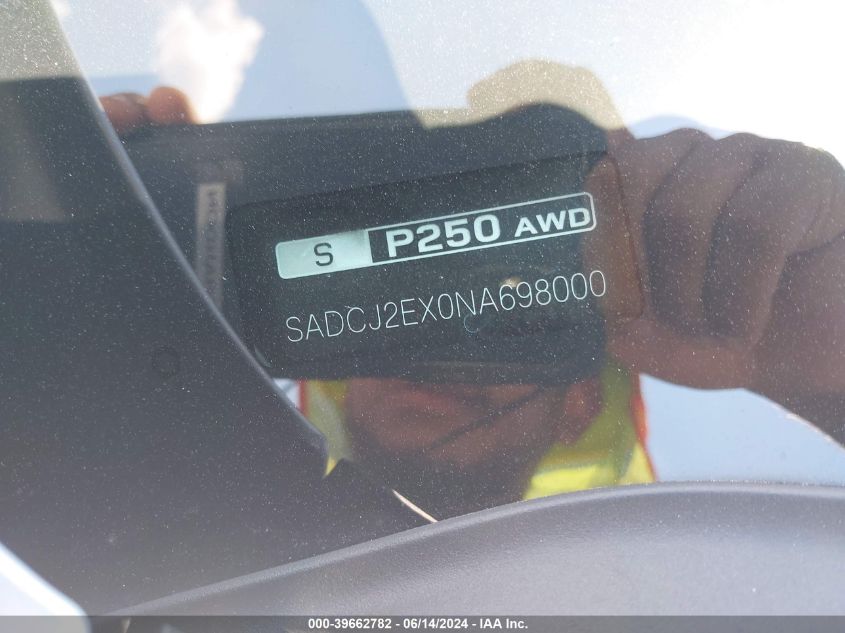 S P250 AWD
SADCJ2EX0NA698000
000-39662782 - 06/14/2024 - IAA Inc.